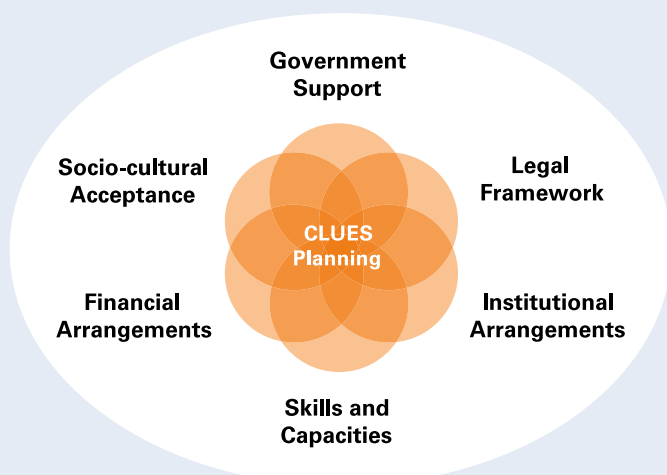 Government
Support
Socio-cultural
Acceptance
Legal
Framework
CLUES
Planning
Financial
Arrangements
Institutional
Arrangements
Skills and
Capacities